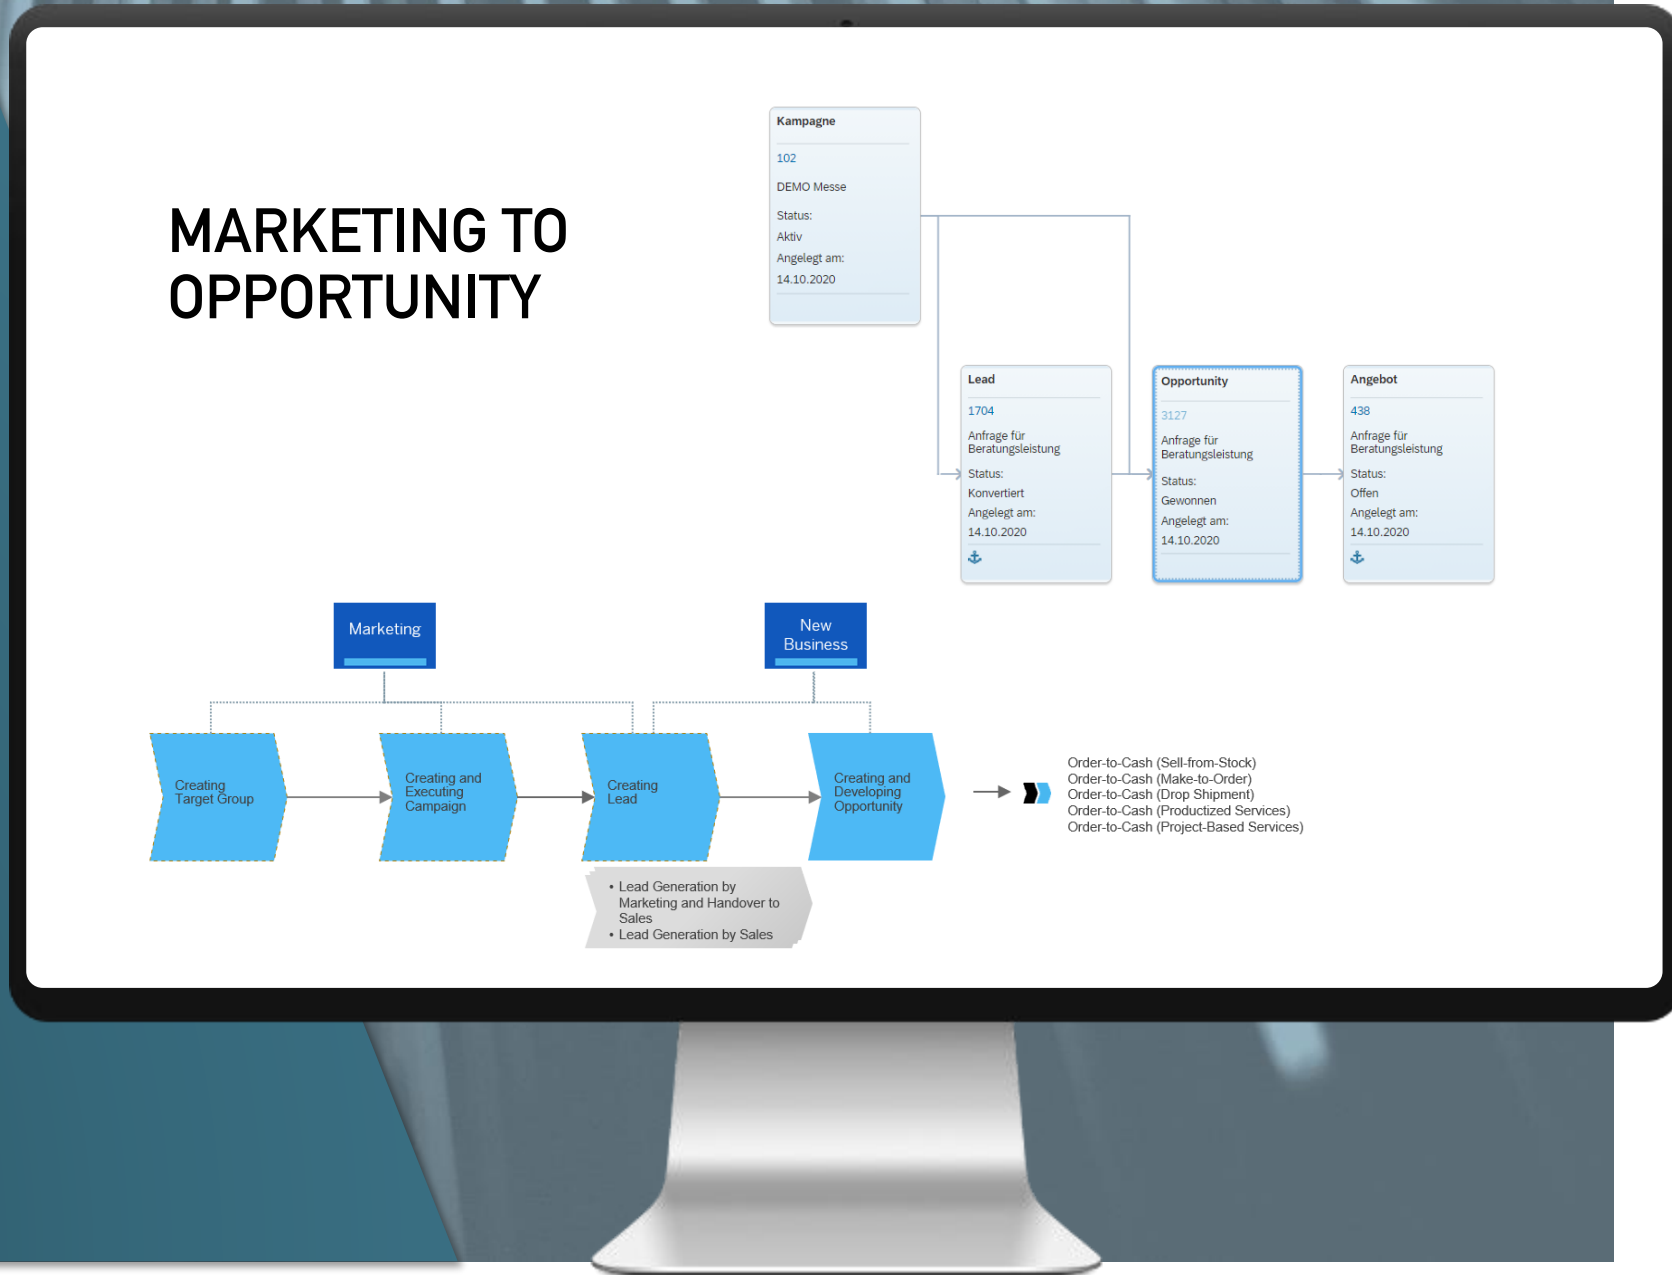 MARKETING TO
OPPORTUNITY
Kampagne
102
DEMO Messe
Status:
Aktiv
Angelegt am:
14.10.2020
Lead
1704
Anfrage für
Beratungsleistung
Status:
Konvertiert
Angelegt am:
14.10.2020
Opportunity
3127
Anfrage für
Beratungsleistung
Status:
Gewonnen
Angelegt am:
14.10.2020
Angebot
438
Anfrage für
Beratungsleistung
Status:
Offen
Angelegt am:
14.10.2020
Marketing
New
Business
Creating
Target Group
Creating and
Executing
Campaign
Creating
Lead
Creating and
Developing
Opportunity
Order-to-Cash (Sell-from-Stock)
Order-to-Cash (Make-to-Order)
Order-to-Cash (Drop Shipment)
Order-to-Cash (Productized Services)
Order-to-Cash (Project-Based Services)
• Lead Generation by
Marketing and Handover to
Sales
• Lead Generation by Sales